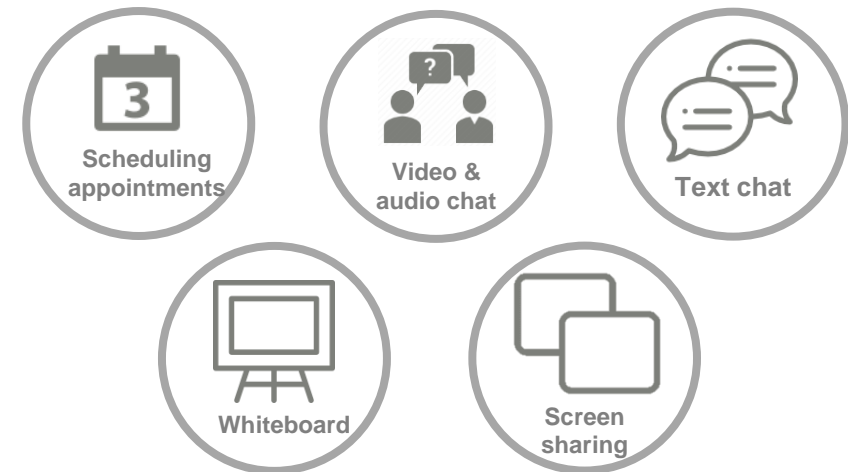 3
Scheduling
appointments
?
Video &
audio chat
Text chat
Whiteboard
Screen
sharing